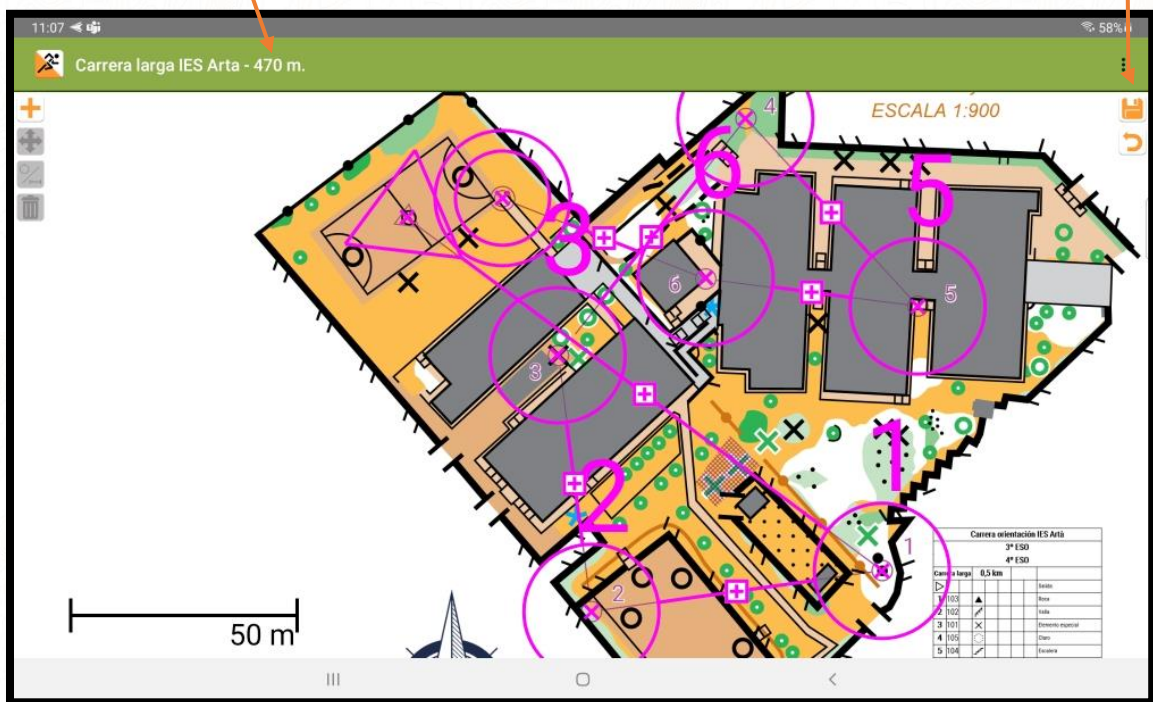 11:07
58%
Carrera larga IES Arta - 470 m.
ESCALA 1:900
4
6
5
3
6
5
3
1
2
1
2
50 m
Carrera orientación IES Artà
3º ESO
4º ESO
Carrera larga 0,5 km
Salida
1 103 Roca
2 102 Valla
3 101 Elemento especial
4 105 Claro
5 104 Escalera